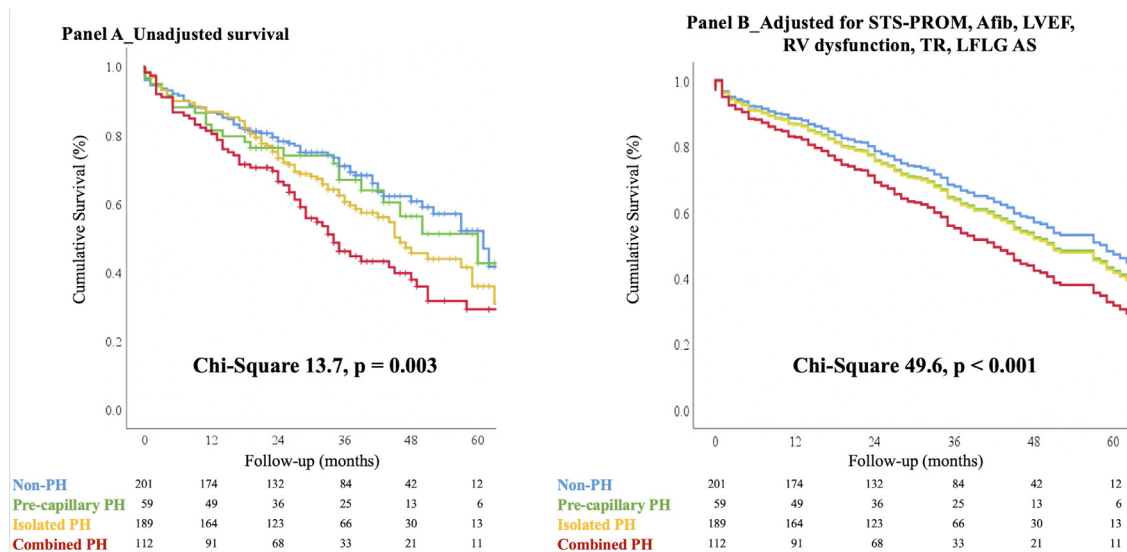 Panel A_Unadjusted survival
Cumulative Survival (%)
1.0
0.8
0.6
0.4
0.2
0.0
Chi-Square 13.7, p = 0.003
0 12 24 36 48 60
Follow-up (months)
Non-PH 201 174 132 84 42 12
Pre-capillary PH 59 49 36 25 13 6
Isolated PH 189 164 123 66 30 13
Combined PH 112 91 68 33 21 11
Panel B_Adjusted for STS-PROM, Afib, LVEF,
RV dysfunction, TR, LFLG AS
Cumulative Survival (%)
1.0
0.8
0.6
0.4
0.2
0.0
Chi-Square 49.6, p < 0.001
0 12 24 36 48 60
Follow-up (months)
Non-PH 201 174 132 84 42 12
Pre-capillary PH 59 49 36 25 13 6
Isolated PH 189 164 123 66 30 13
Combined PH 112 91 68 33 21 11